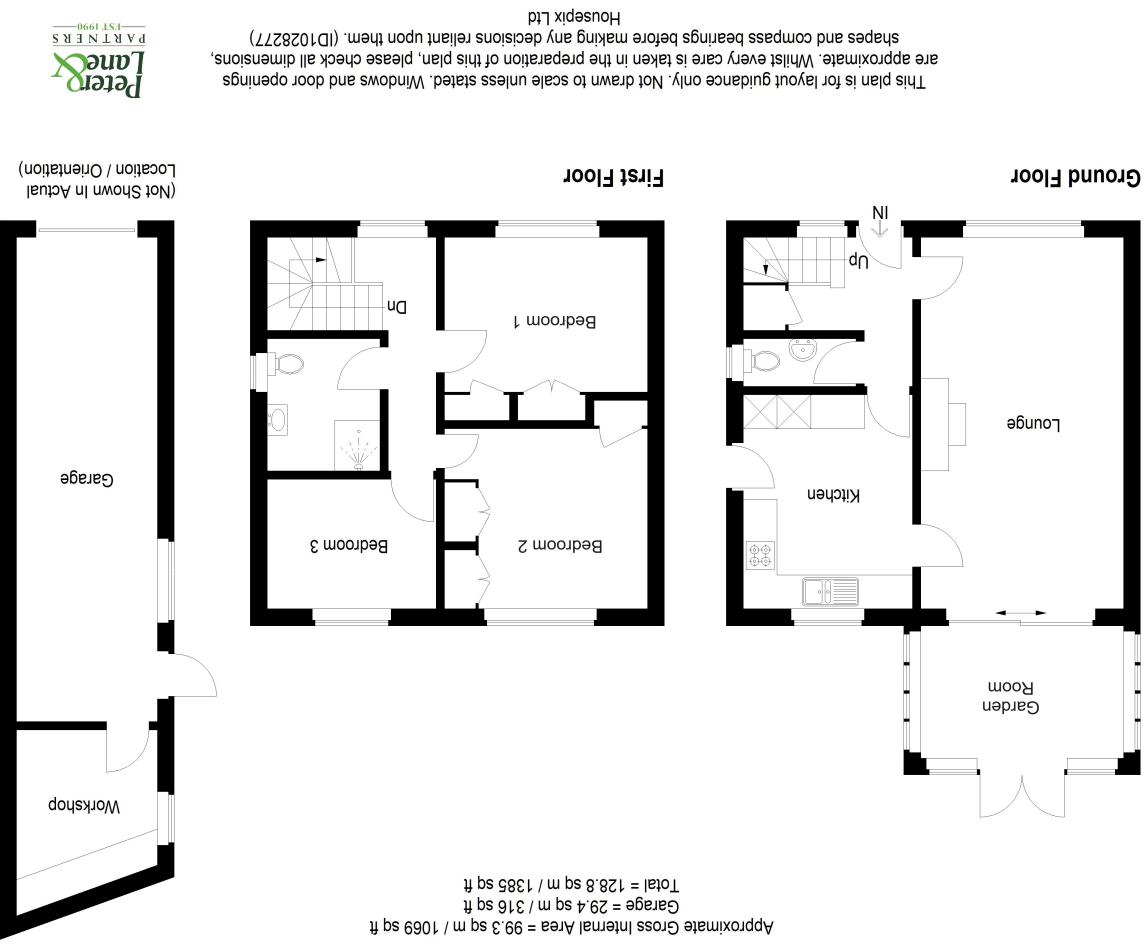 Approximate Gross Internal Area = 99.3 sq m / 1069 sq ft
Garage = 29.4 sq m / 316 sq ft
Total = 128.8 sq m / 1385 sq ft
Garden
Room
Workshop
Kitchen
Lounge
Up
IN
Ground Floor
Bedroom 2
Bedroom 3
Bedroom 1
Dn
First Floor
Garage
(Not Shown In Actual
Location / Orientation)
This plan is for layout guidance only. Not drawn to scale unless stated. Windows and door openings
are approximate. Whilst every care is taken in the preparation of this plan, please check all dimensions,
shapes and compass bearings before making any decisions reliant upon them. (ID1028277)
Housepix Ltd
Peter &
Lane
PARTNERS
EST 1990